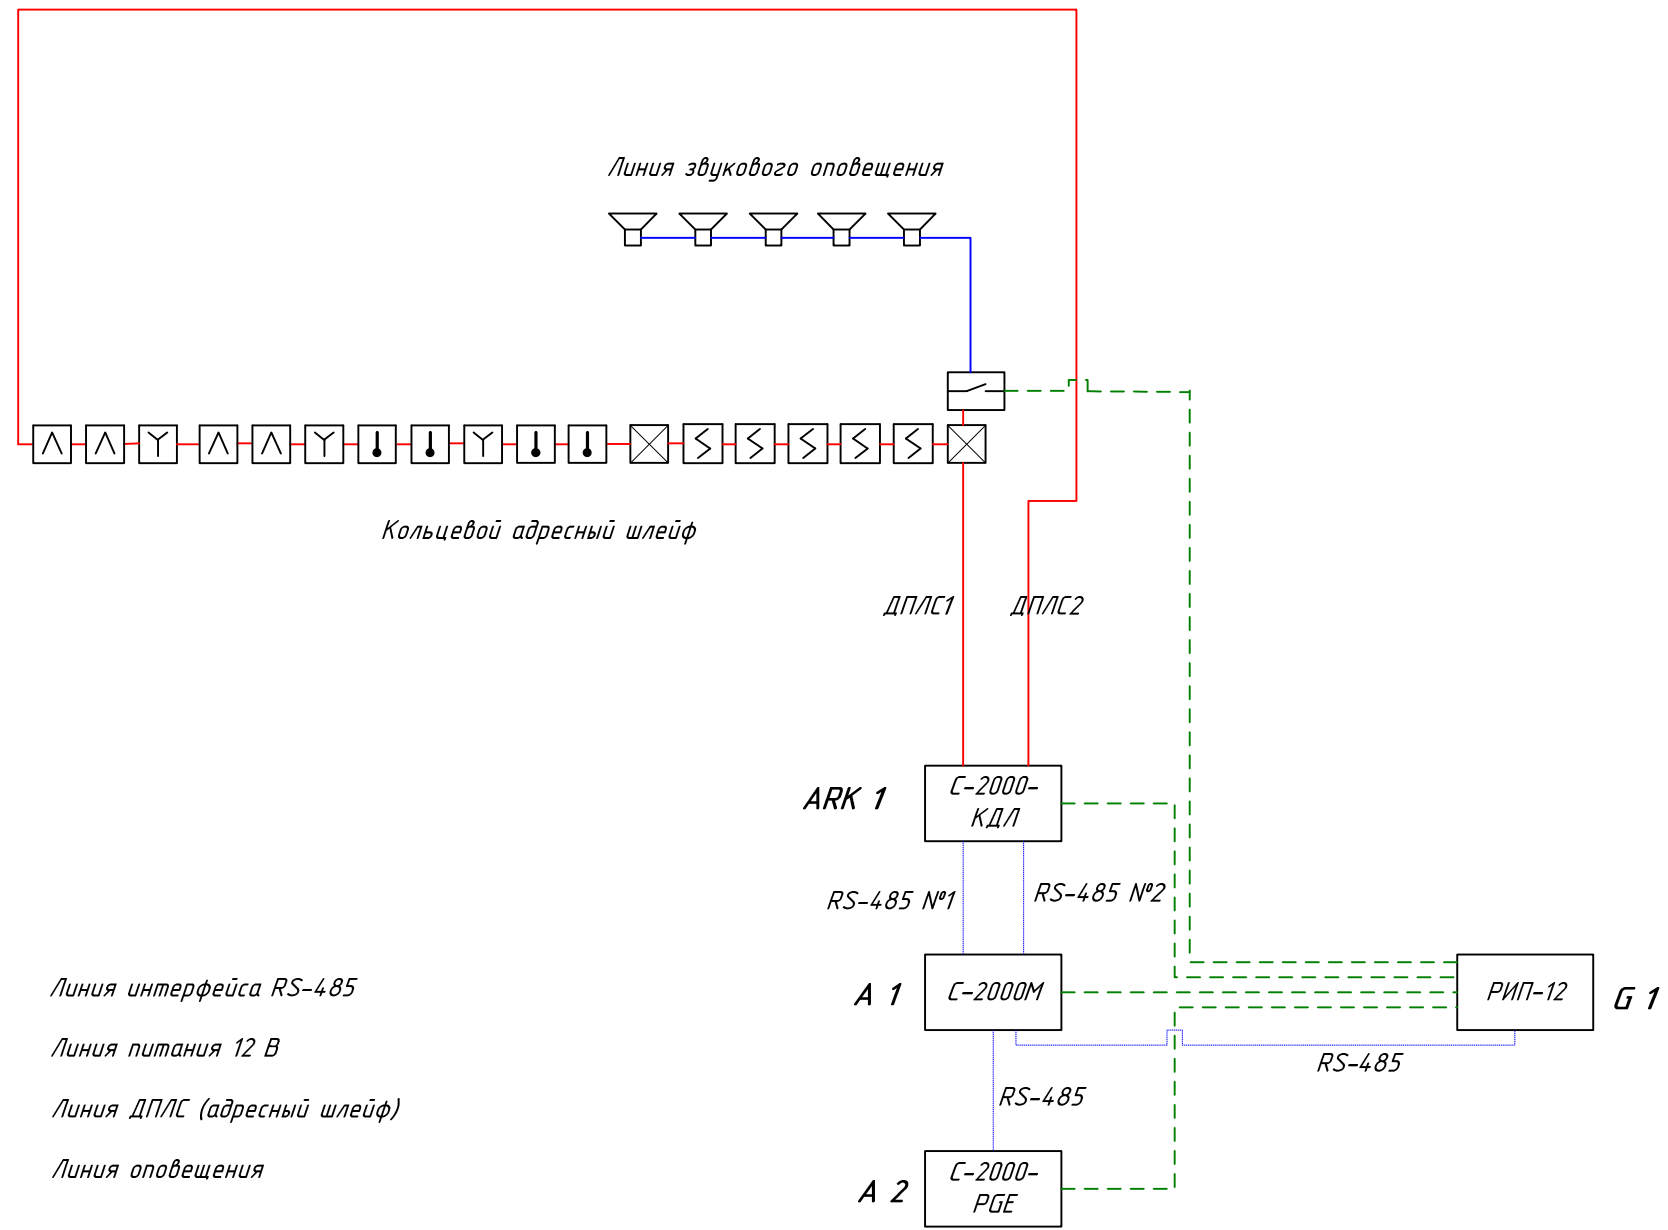 Линия звукового оповещения
Кольцевой адресный шлейф
ДПЛС1
ДПЛС2
ARK 1
С-2000-
КДЛ
RS-485 №1
RS-485 №2
A 1
С-2000М
РИП-12
G 1
RS-485
RS-485
A 2
С-2000-
PGE
Линия интерфейса RS-485
Линия питания 12 В
Линия ДПЛС (адресный шлейф)
Линия оповещения